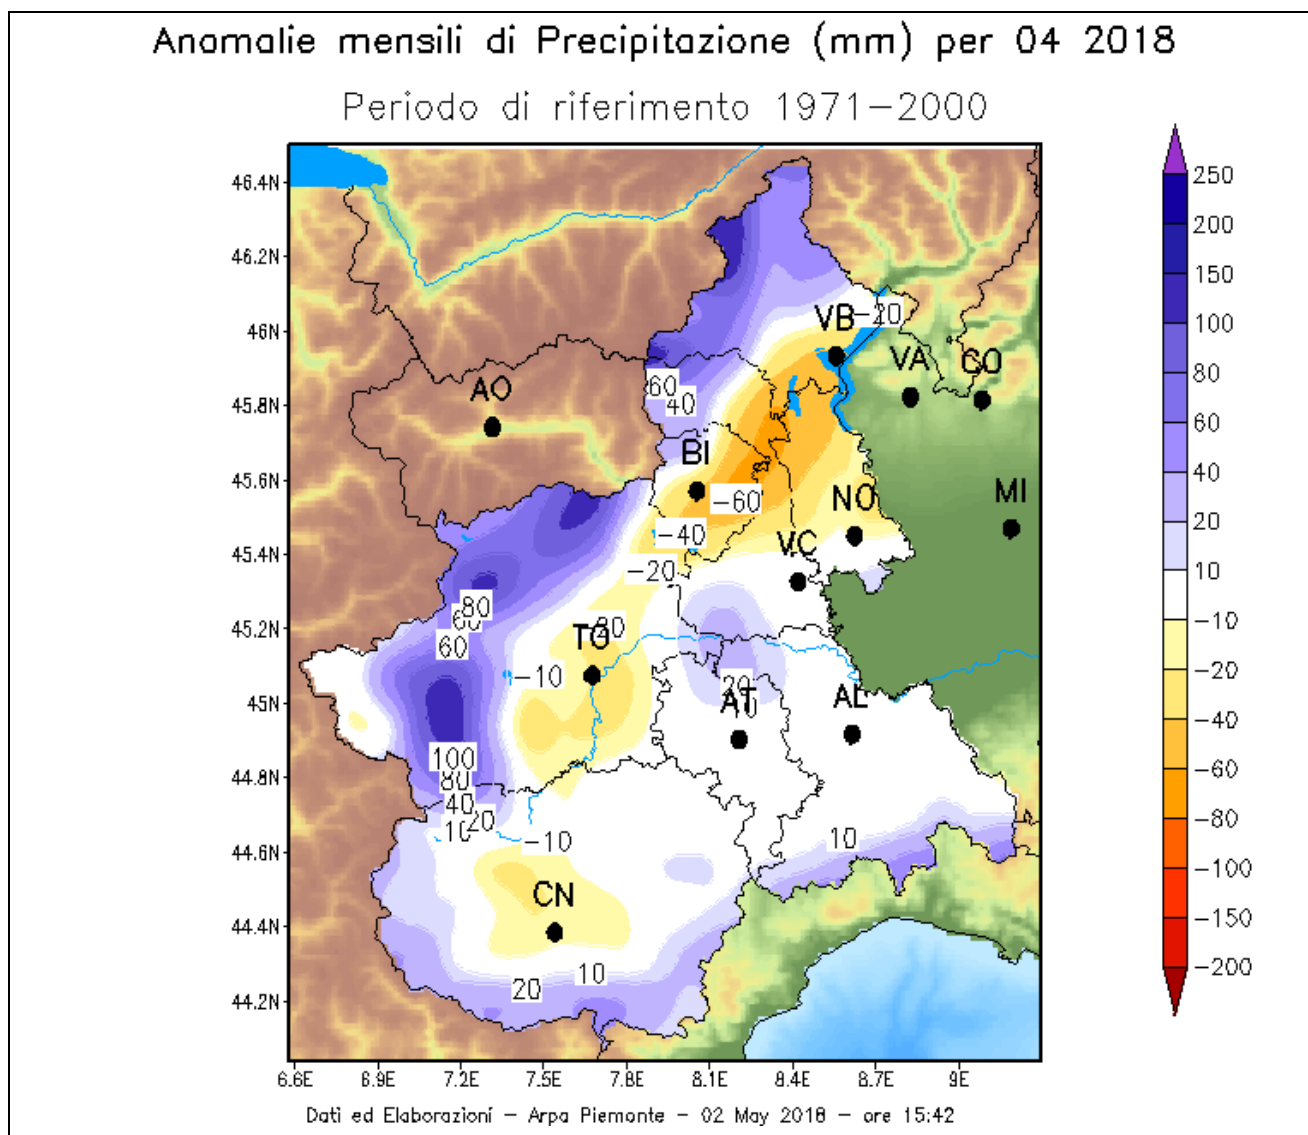 Anomalie mensili di Precipitazione (mm) per 04 2018
Periodo di riferimento 1971-2000
46.4N
46.2N
46N
45.8N
45.6N
45.4N
45.2N
45N
44.8N
44.6N
44.4N
44.2N
6.6E 6.9E 7.2E 7.5E 7.8E 8.1E 8.4E 8.7E 9E
VB
-20
VA
CO
AO
60
40
BI
-60
NO
MI
-40
VC
-20
80
60
60
TO
-20
-10
20
10
AT
AL
100
80
40
20
10
-10
10
CN
10
20
250
200
150
100
80
60
40
20
10
-10
-20
-40
-60
-80
-100
-150
-200
Dati ed Elaborazioni - Arpa Piemonte - 02 May 2018 - ore 15:42